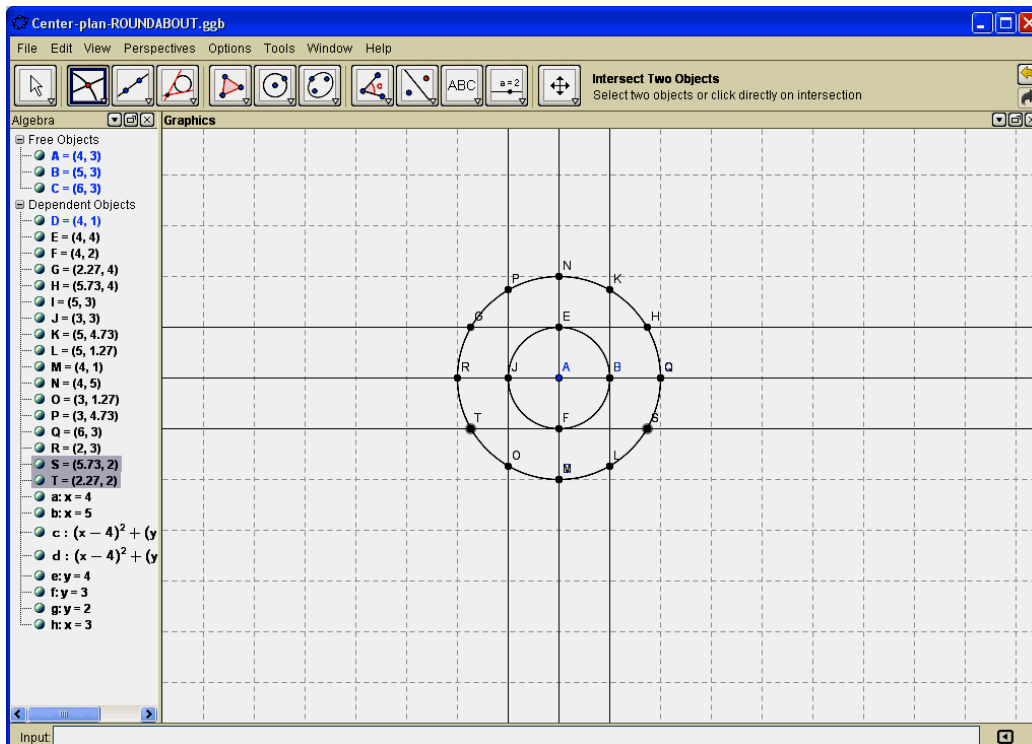 Center-plan-ROUNDABOUT.ggb
File Edit View Perspectives Options Tools Window Help
ABC
a=2
Intersect Two Objects
Select two objects or click directly on intersection
Algebra
Graphics
Free Objects
A = (4, 3)
B = (5, 3)
C = (6, 3)
Dependent Objects
D = (4, 1)
E = (4, 4)
F = (4, 2)
G = (2.27, 4)
H = (5.73, 4)
I = (5, 3)
J = (3, 3)
K = (5, 4.73)
L = (5, 1.27)
M = (4, 1)
N = (4, 5)
O = (3, 1.27)
P = (3, 4.73)
Q = (6, 3)
R = (2, 3)
S = (5.73, 2)
T = (2.27, 2)
a: x = 4
b: x = 5
c : (x − 4)² + (y
d : (x − 4)² + (y
e: y = 4
f: y = 3
g: y = 2
h: x = 3
N
P K
G E H
R J A B Q
T F S
O L
M
Input: